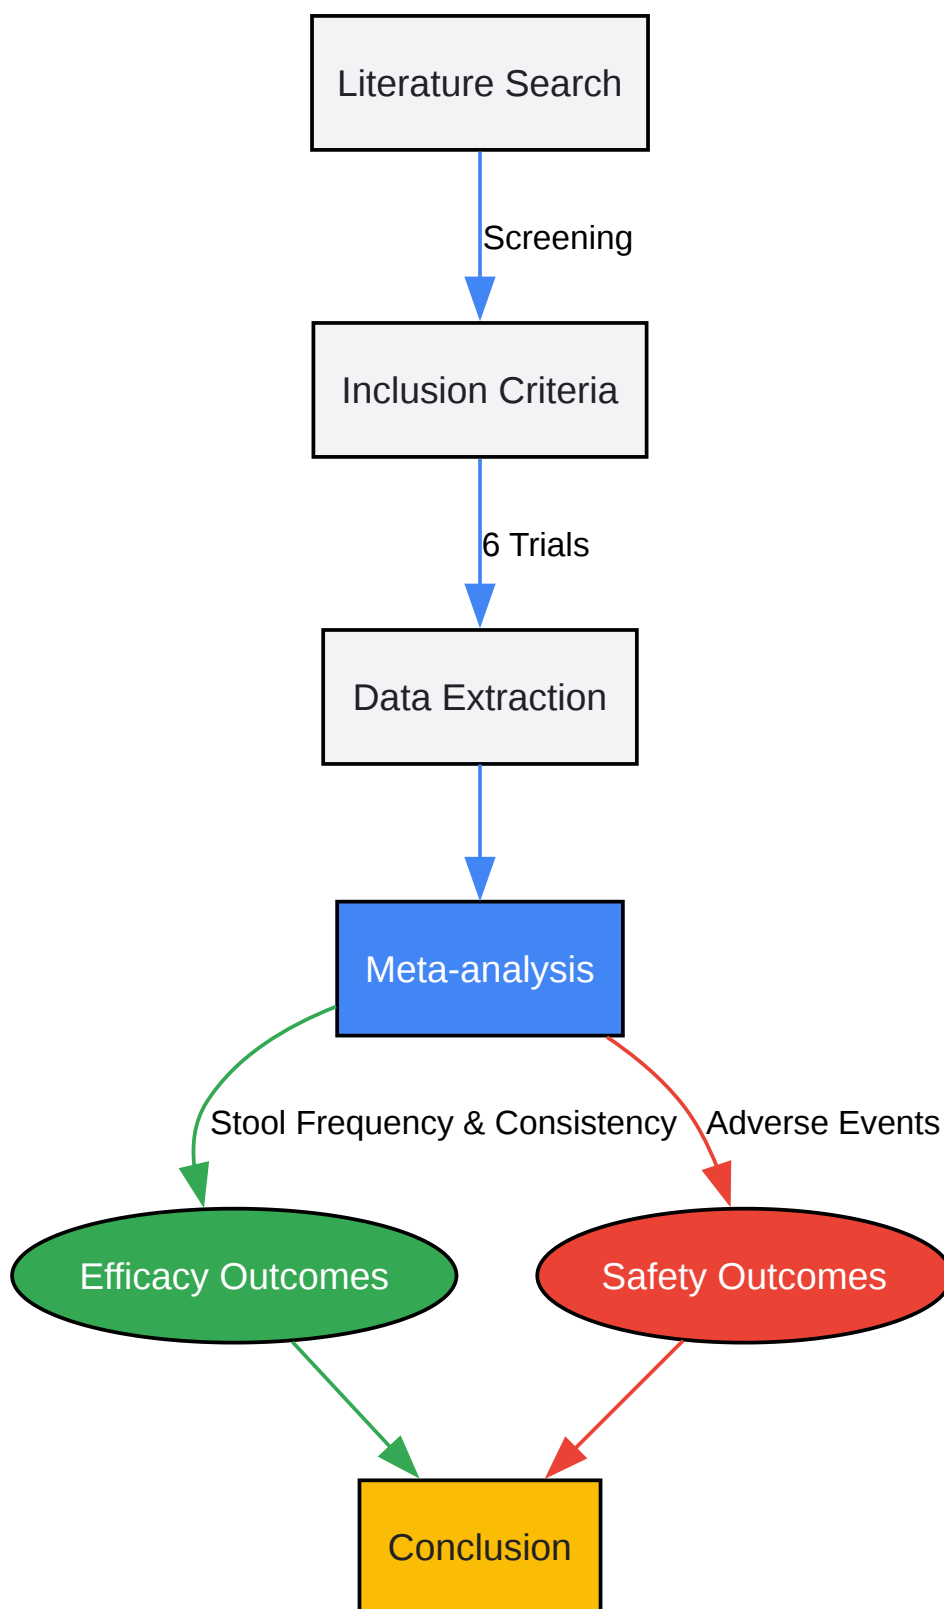 Literature Search
Screening
Inclusion Criteria
6 Trials
Data Extraction
Meta-analysis
Stool Frequency & Consistency
Adverse Events
Efficacy Outcomes
Safety Outcomes
Conclusion